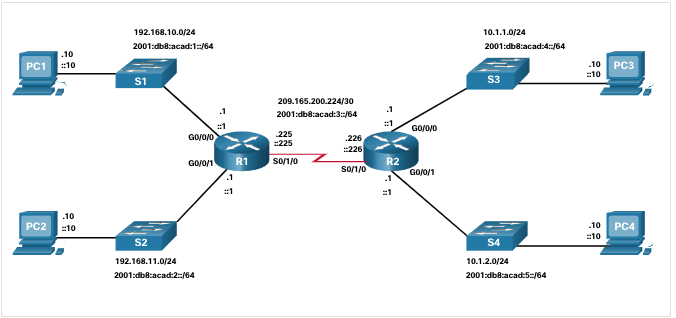 192.168.10.0/24
2001:db8:acad:1::/64
10.1.1.0/24
2001:db8:acad:4::/64
PC1
.10
::10
S1
S3
.10
::10
PC3
209.165.200.224/30
2001:db8:acad:3::/64
.1
::1
.1
::1
G0/0/0
G0/0/0
.225
::225
.226
::226
R1
R2
G0/0/1
S0/1/0
S0/1/0
G0/0/1
.1
::1
.1
::1
PC2
.10
::10
S2
S4
.10
::10
PC4
192.168.11.0/24
2001:db8:acad:2::/64
10.1.2.0/24
2001:db8:acad:5::/64